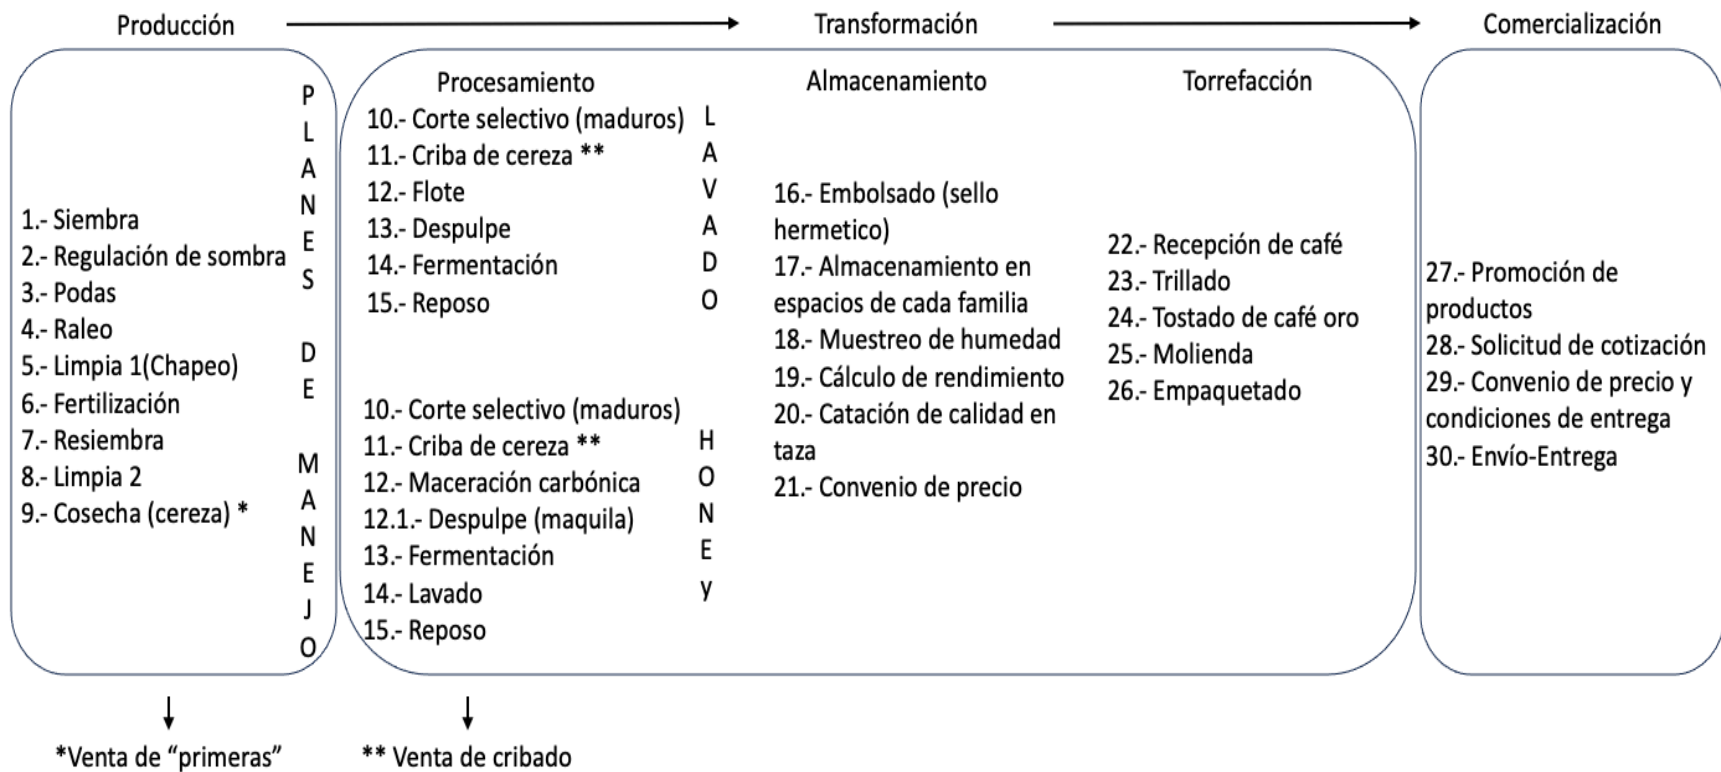 Producción
Transformación
Comercialización
PLANES DE MANEJO
1.- Siembra
2.- Regulación de sombra
3.- Podas
4.- Raleo
5.- Limpia 1(Chapeo)
6.- Fertilización
7.- Resiembra
8.- Limpia 2
9.- Cosecha (cereza) *
Procesamiento
10.- Corte selectivo (maduros)
11.- Criba de cereza **
12.- Flote
13.- Despulpe
14.- Fermentación
15.- Reposo
LAVADO
10.- Corte selectivo (maduros)
11.- Criba de cereza **
12.- Maceración carbónica
12.1.- Despulpe (maquila)
13.- Fermentación
14.- Lavado
15.- Reposo
HONEy
Almacenamiento
16.- Embolsado (sello
hermetico)
17.- Almacenamiento en
espacios de cada familia
18.- Muestreo de humedad
19.- Cálculo de rendimiento
20.- Catación de calidad en
taza
21.- Convenio de precio
Torrefacción
22.- Recepción de café
23.- Trillado
24.- Tostado de café oro
25.- Molienda
26.- Empaquetado
27.- Promoción de
productos
28.- Solicitud de cotización
29.- Convenio de precio y
condiciones de entrega
30.- Envío-Entrega
*Venta de “primeras”
** Venta de cribado